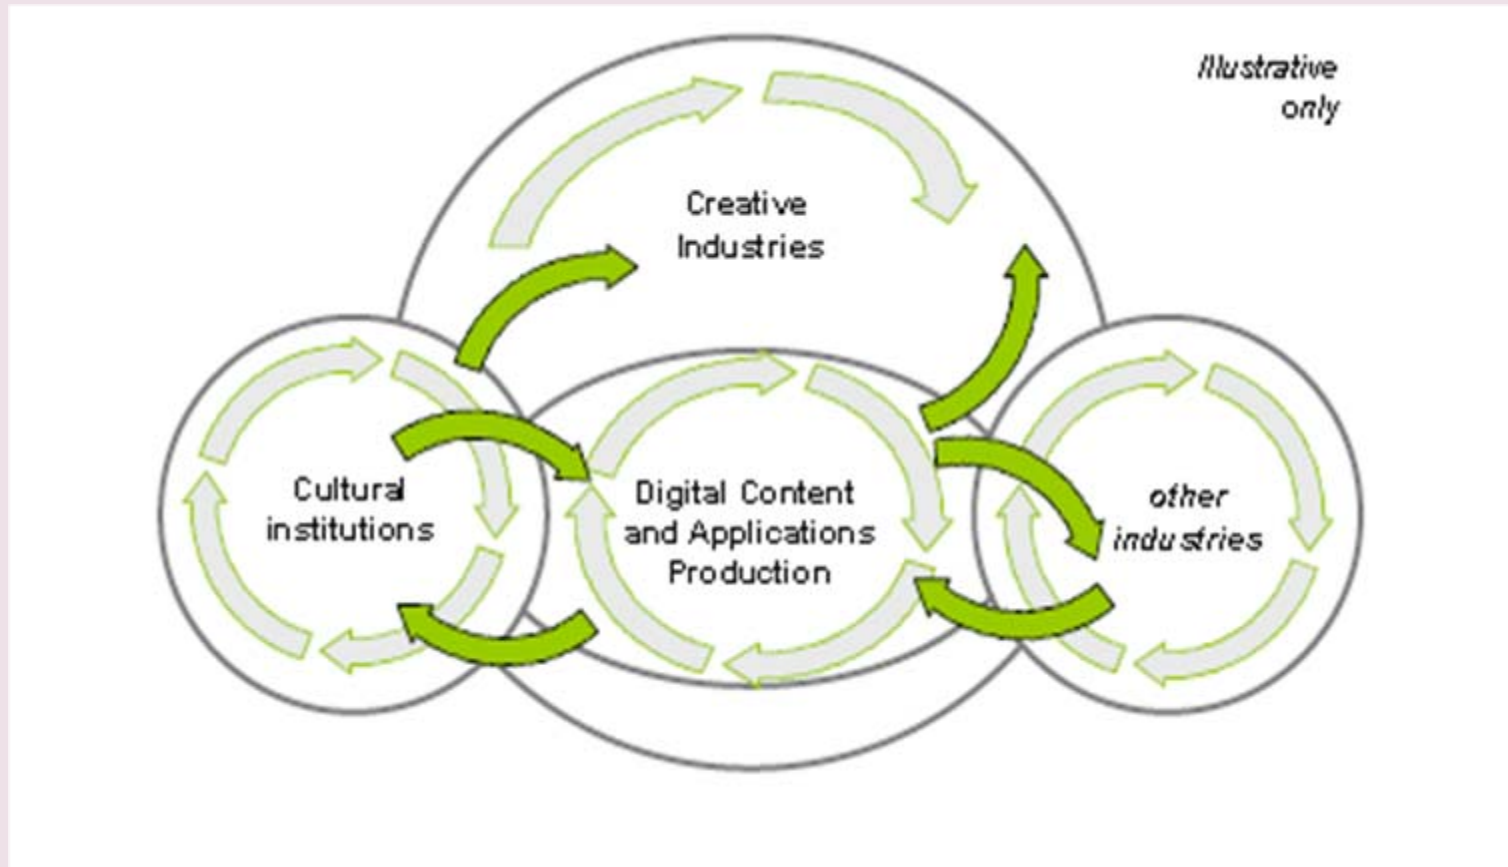 Illustrative
only
Creative
Industries
Cultural
institutions
Digital Content
and Applications
Production
other
industries